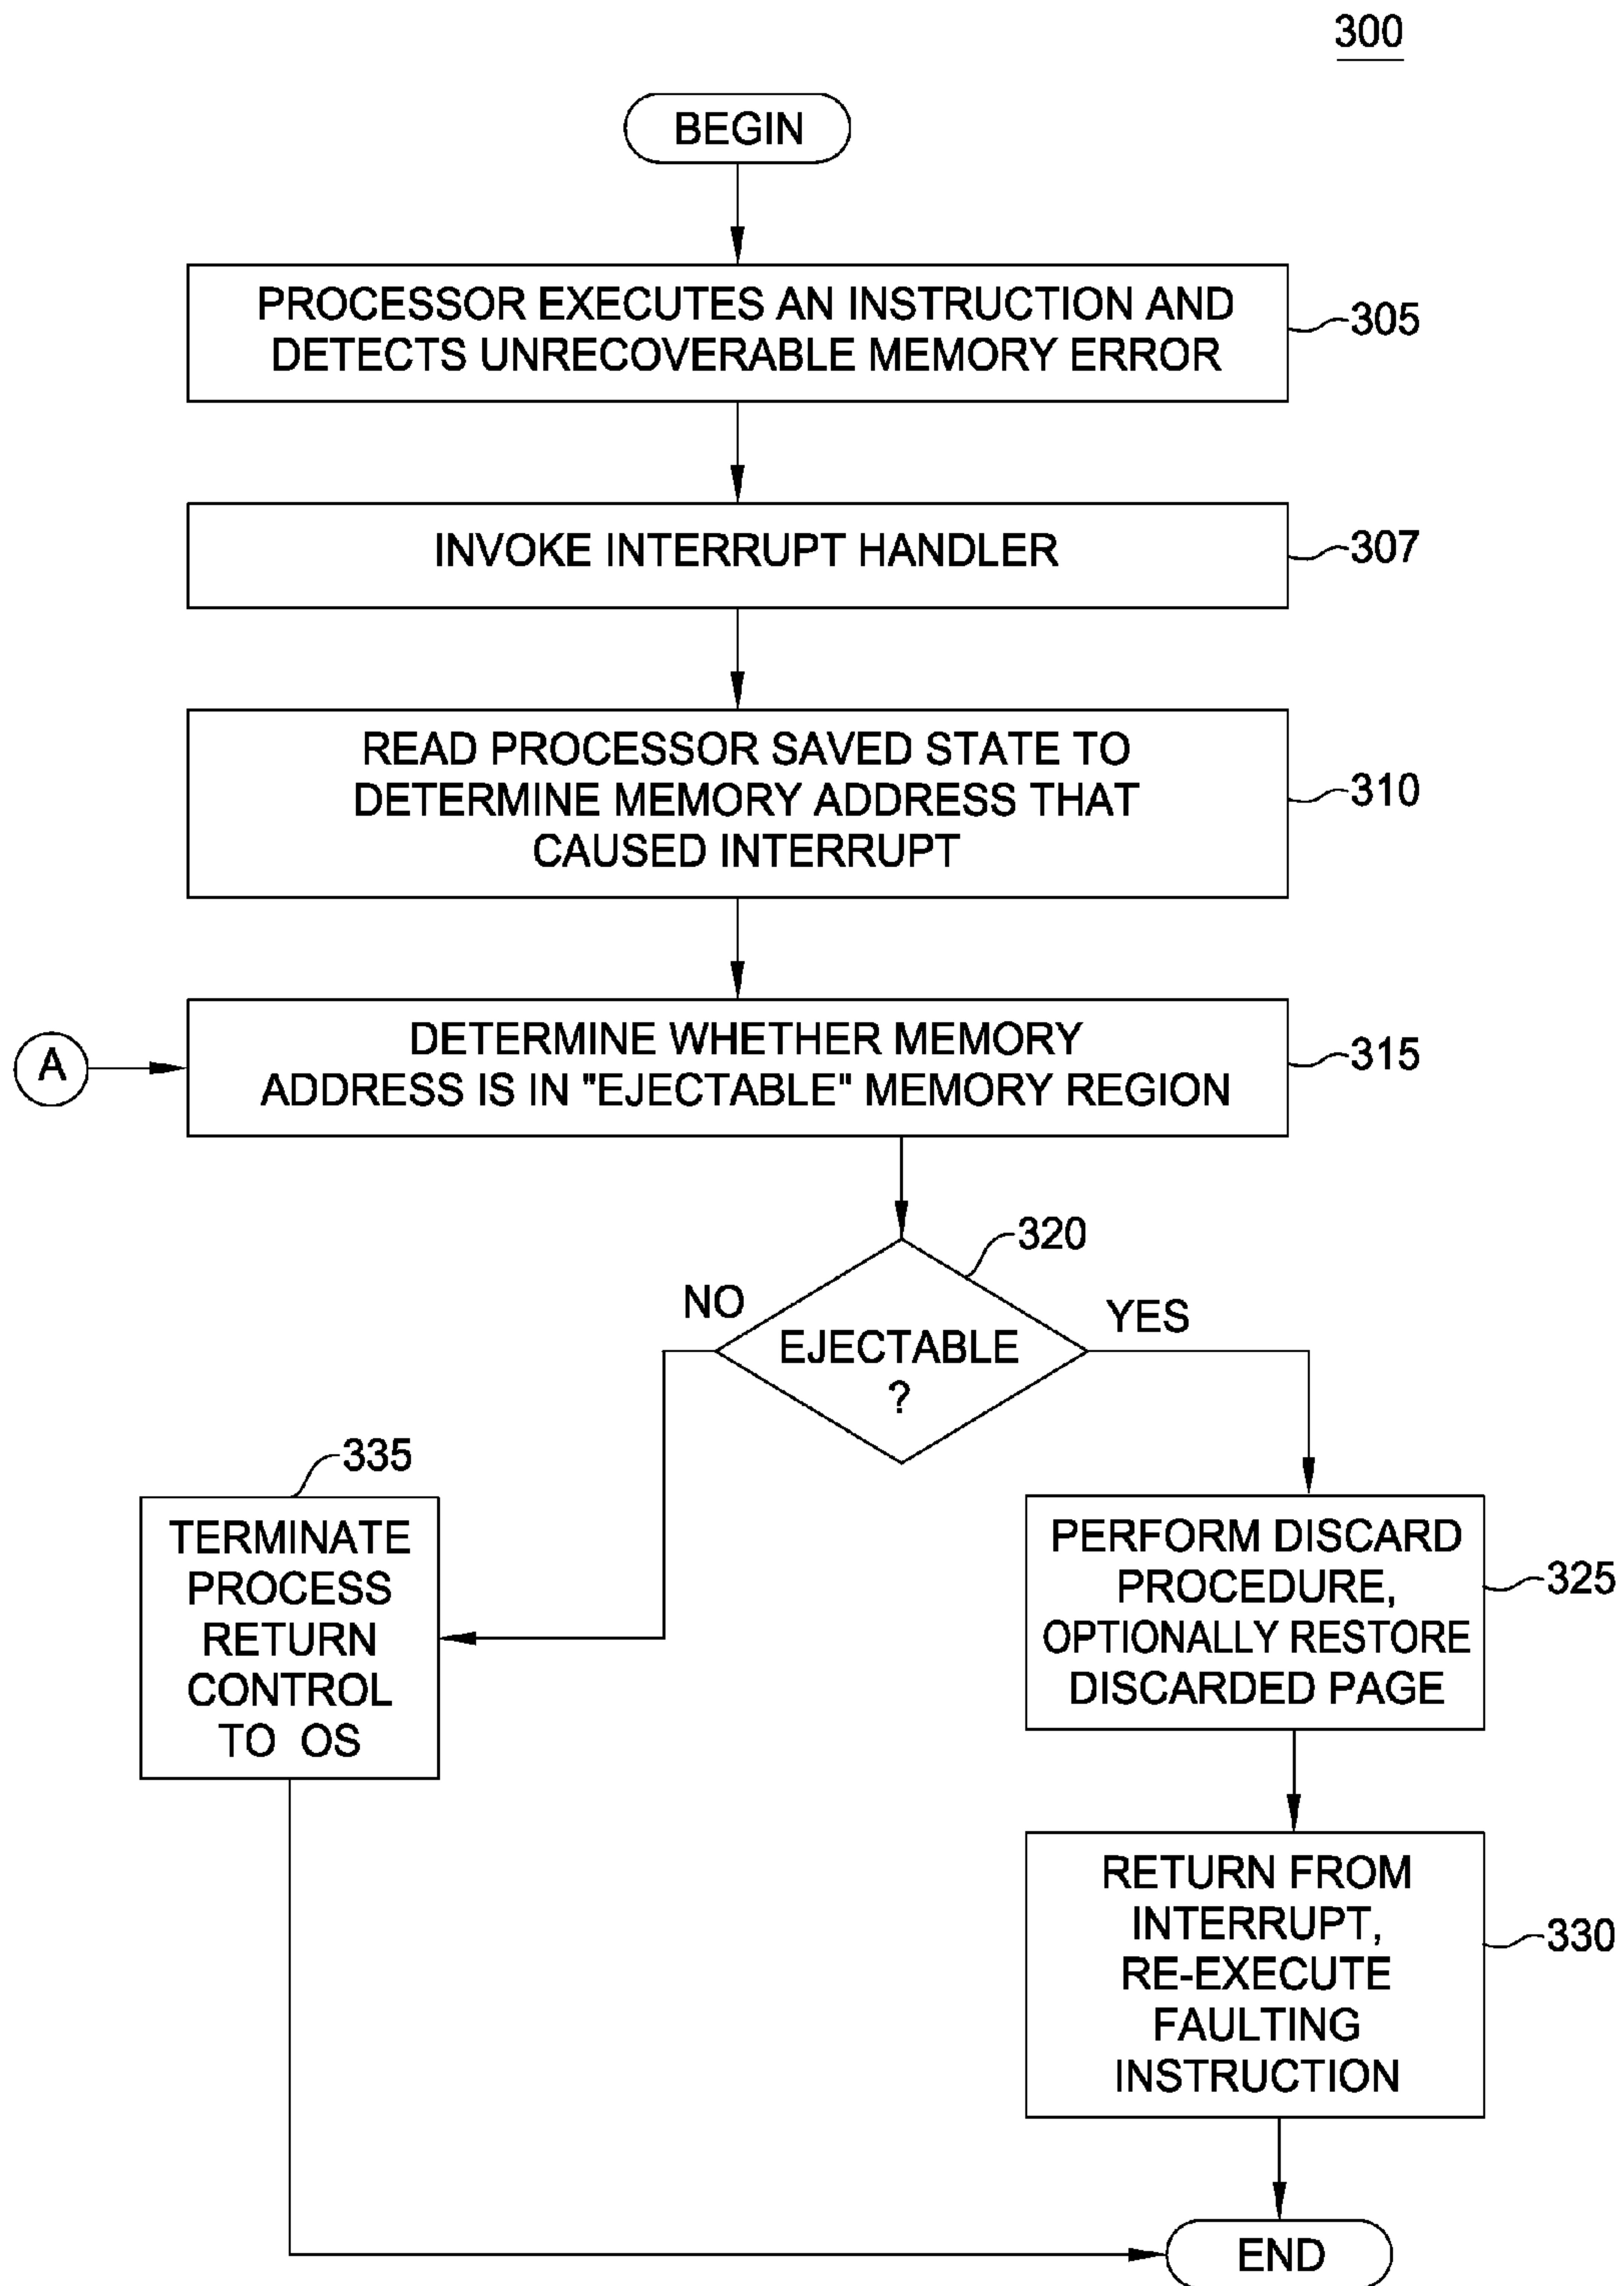 300
BEGIN
PROCESSOR EXECUTES AN INSTRUCTION AND
DETECTS UNRECOVERABLE MEMORY ERROR
305
INVOKE INTERRUPT HANDLER
307
READ PROCESSOR SAVED STATE TO
DETERMINE MEMORY ADDRESS THAT
CAUSED INTERRUPT
310
A
DETERMINE WHETHER MEMORY
ADDRESS IS IN "EJECTABLE" MEMORY REGION
315
320
NO
YES
EJECTABLE
?
335
TERMINATE
PROCESS
RETURN
CONTROL
TO OS
PERFORM DISCARD
PROCEDURE,
OPTIONALLY RESTORE
DISCARDED PAGE
325
RETURN FROM
INTERRUPT,
RE-EXECUTE
FAULTING
INSTRUCTION
330
END